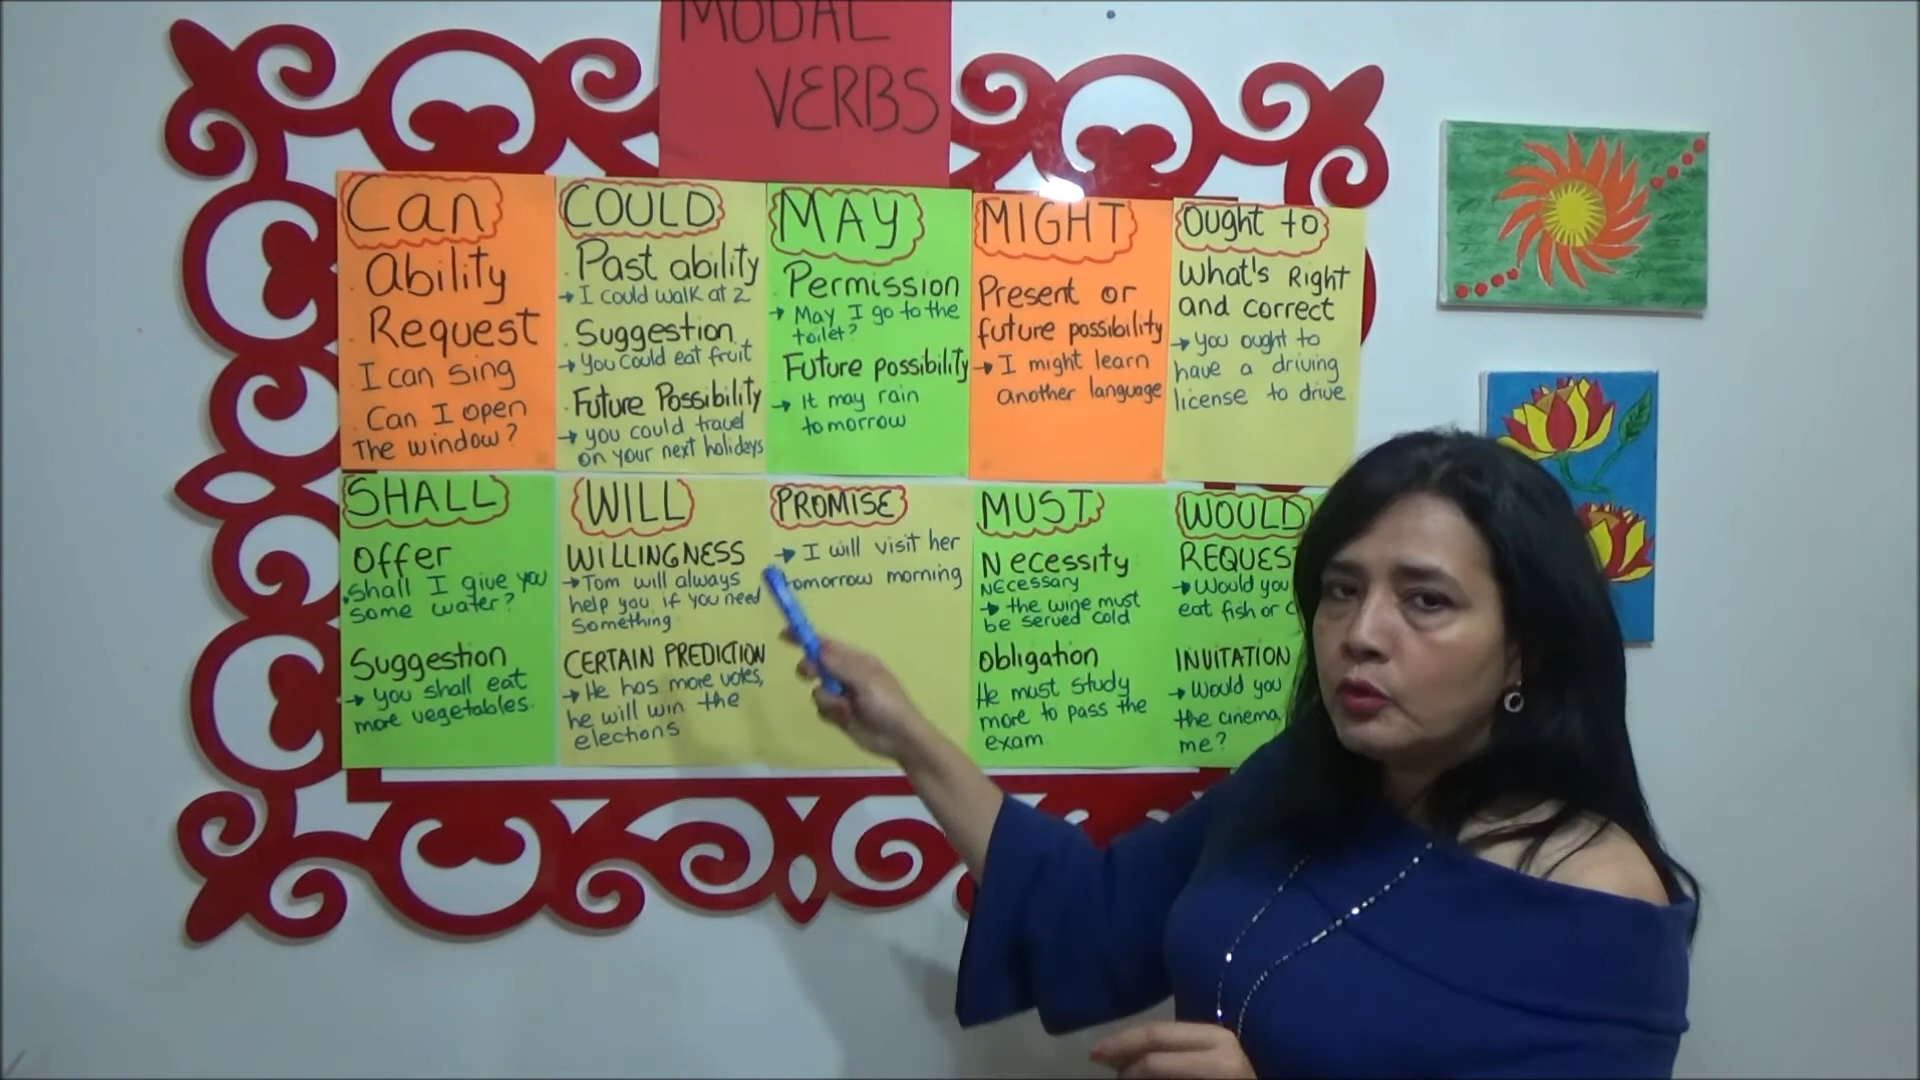 MODAL
VERBS
Can
Ability
Request
I can sing
Can I open
The window?
COULD
. Past ability
→ I could walk at 2
. Suggestion
→ you could eat fruit
. Future Possibility
→ you could travel
on your next holidays
MAY
Permission
→ May I go to the
toilet?
Future possibility
→ It may rain
tomorrow
MIGHT
Present or
future possibility
→ I might learn
another language
Ought to
What's Right
and correct
→ you ought to
have a driving
license to drive
SHALL
Offer
Shall I give you
some water?
Suggestion
→ you shall eat
more vegetables.
WILL
WILLINGNESS
→ Tom will always
help you if you need
something
CERTAIN PREDICTION
→ He has more votes,
he will win the
elections
PROMISE
→ I will visit her
tomorrow morning
MUST
Necessity
NECESSARY
→ the wine must
be served cold
Obligation
He must study
more to pass the
exam
WOULD
REQUEST
→ Would you
eat fish or
INVITATION
→ Would you
the cinema
me?